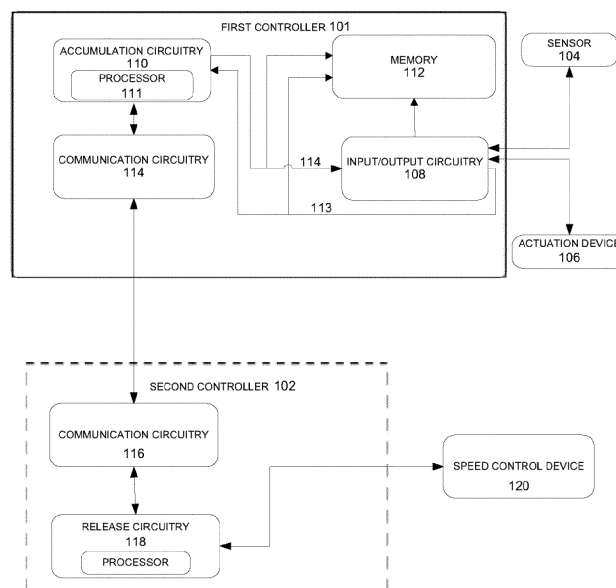 FIRST CONTROLLER 101
ACCUMULATION CIRCUITRY
110
PROCESSOR
111
MEMORY
112
SENSOR
104
COMMUNICATION CIRCUITRY
114
114
INPUT/OUTPUT CIRCUITRY
108
113
ACTUATION DEVICE
106
SECOND CONTROLLER 102
COMMUNICATION CIRCUITRY
116
SPEED CONTROL DEVICE
120
RELEASE CIRCUITRY
118
PROCESSOR